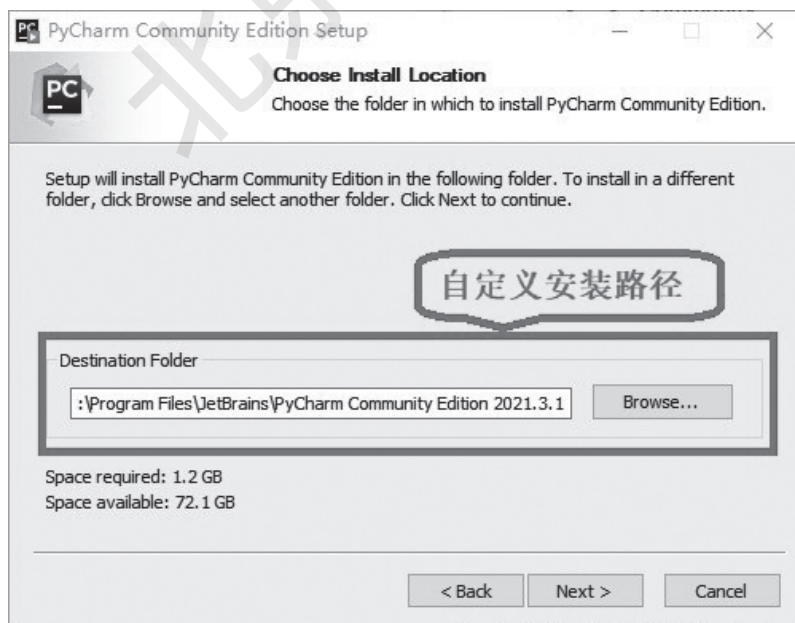 PyCharm Community Edition Setup
PC
Choose Install Location
Choose the folder in which to install PyCharm Community Edition.
Setup will install PyCharm Community Edition in the following folder. To install in a different
folder, click Browse and select another folder. Click Next to continue.
自定义安装路径
Destination Folder
:\Program Files\JetBrains\PyCharm Community Edition 2021.3.1
Browse...
Space required: 1.2 GB
Space available: 72.1 GB
< Back
Next >
Cancel